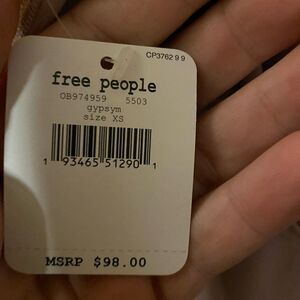 CP3762 9 9
free people
OB974959 5503
gypsym
size XS
1 93465 51290 1
MSRP $98.00